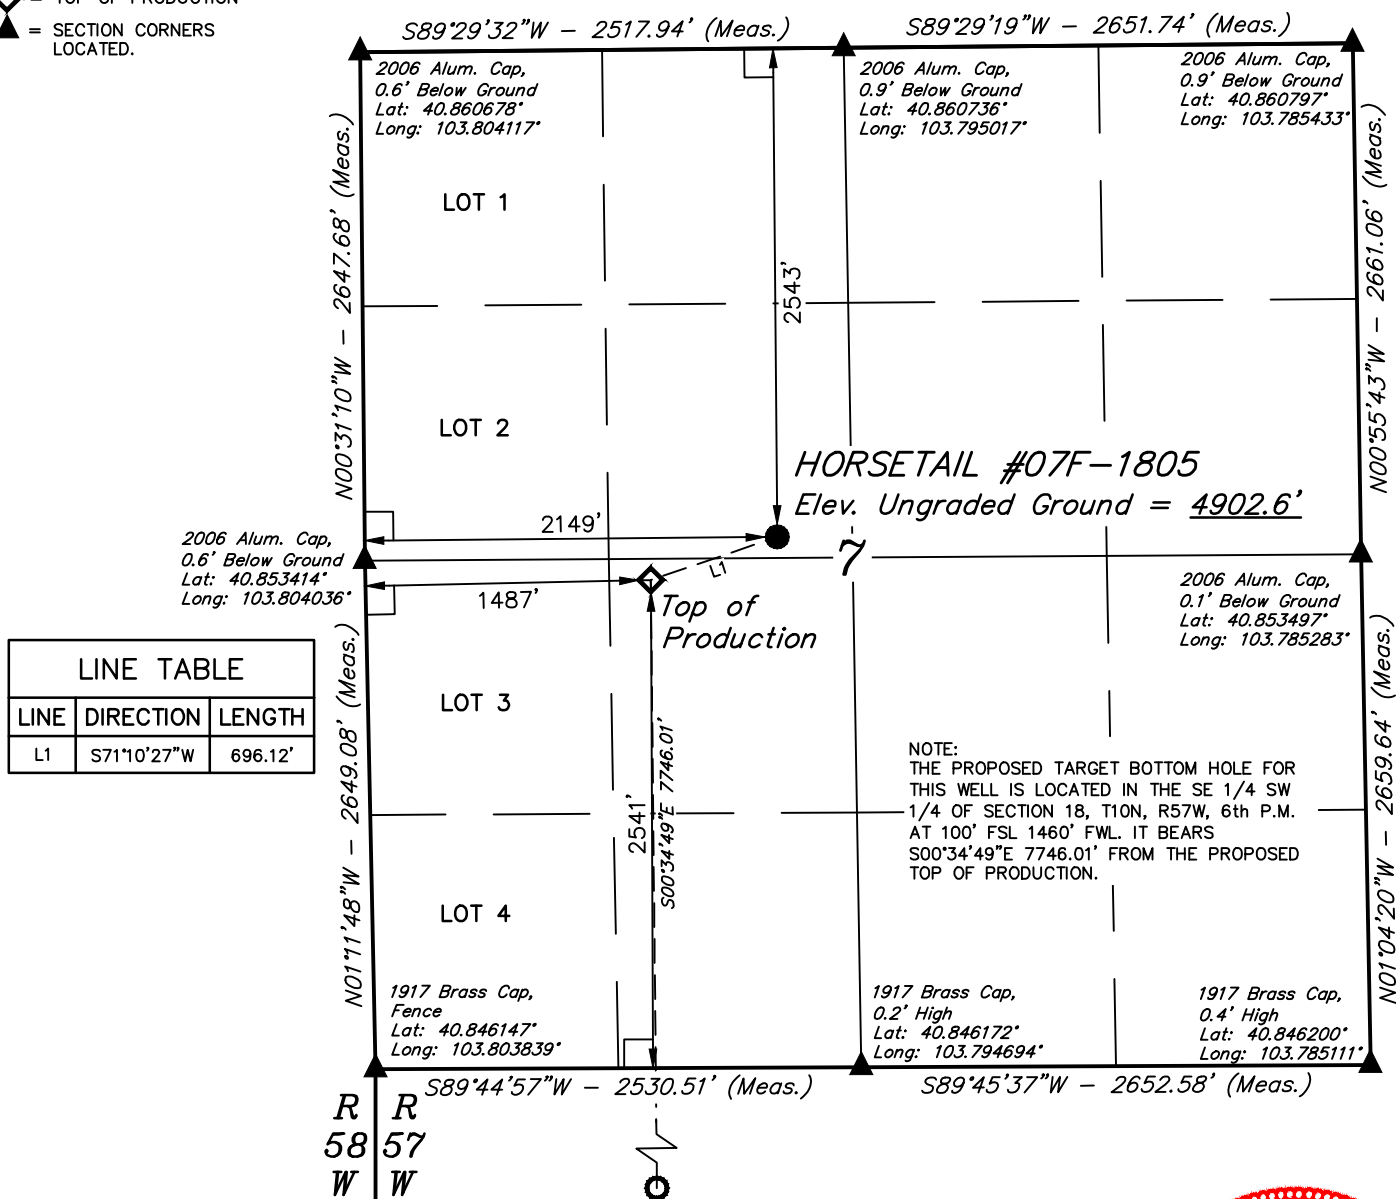 = TOP OF PRODUCTION
= SECTION CORNERS
LOCATED.
S89°29'32"W - 2517.94' (Meas.)
S89°29'19"W - 2651.74' (Meas.)
2006 Alum. Cap,
0.6' Below Ground
Lat: 40.860678°
Long: 103.804117°
2006 Alum. Cap,
0.9' Below Ground
Lat: 40.860736°
Long: 103.795017°
2006 Alum. Cap,
0.9' Below Ground
Lat: 40.860797°
Long: 103.785433°
N00°31'10"W - 2647.68' (Meas.)
N00°55'43"W - 2661.06' (Meas.)
LOT 1
2543'
LOT 2
HORSETAIL #07F-1805
Elev. Ungraded Ground = 4902.6'
2149'
7
2006 Alum. Cap,
0.6' Below Ground
Lat: 40.853414°
Long: 103.804036°
L1
1487'
Top of
Production
2006 Alum. Cap,
0.1' Below Ground
Lat: 40.853497°
Long: 103.785283°
LINE TABLE
LINE DIRECTION LENGTH
L1 S71°10'27"W 696.12'
N01°11'48"W - 2649.08' (Meas.)
N01°04'20"W - 2659.64' (Meas.)
LOT 3
2541'
S00°34'49"E 7746.01'
NOTE:
THE PROPOSED TARGET BOTTOM HOLE FOR
THIS WELL IS LOCATED IN THE SE 1/4 SW
1/4 OF SECTION 18, T10N, R57W, 6th P.M.
AT 100' FSL 1460' FWL. IT BEARS
S00°34'49"E 7746.01' FROM THE PROPOSED
TOP OF PRODUCTION.
LOT 4
1917 Brass Cap,
Fence
Lat: 40.846147°
Long: 103.803839°
1917 Brass Cap,
0.2' High
Lat: 40.846172°
Long: 103.794694°
1917 Brass Cap,
0.4' High
Lat: 40.846200°
Long: 103.785111°
S89°44'57"W - 2530.51' (Meas.)
S89°45'37"W - 2652.58' (Meas.)
R R
58 57
W W